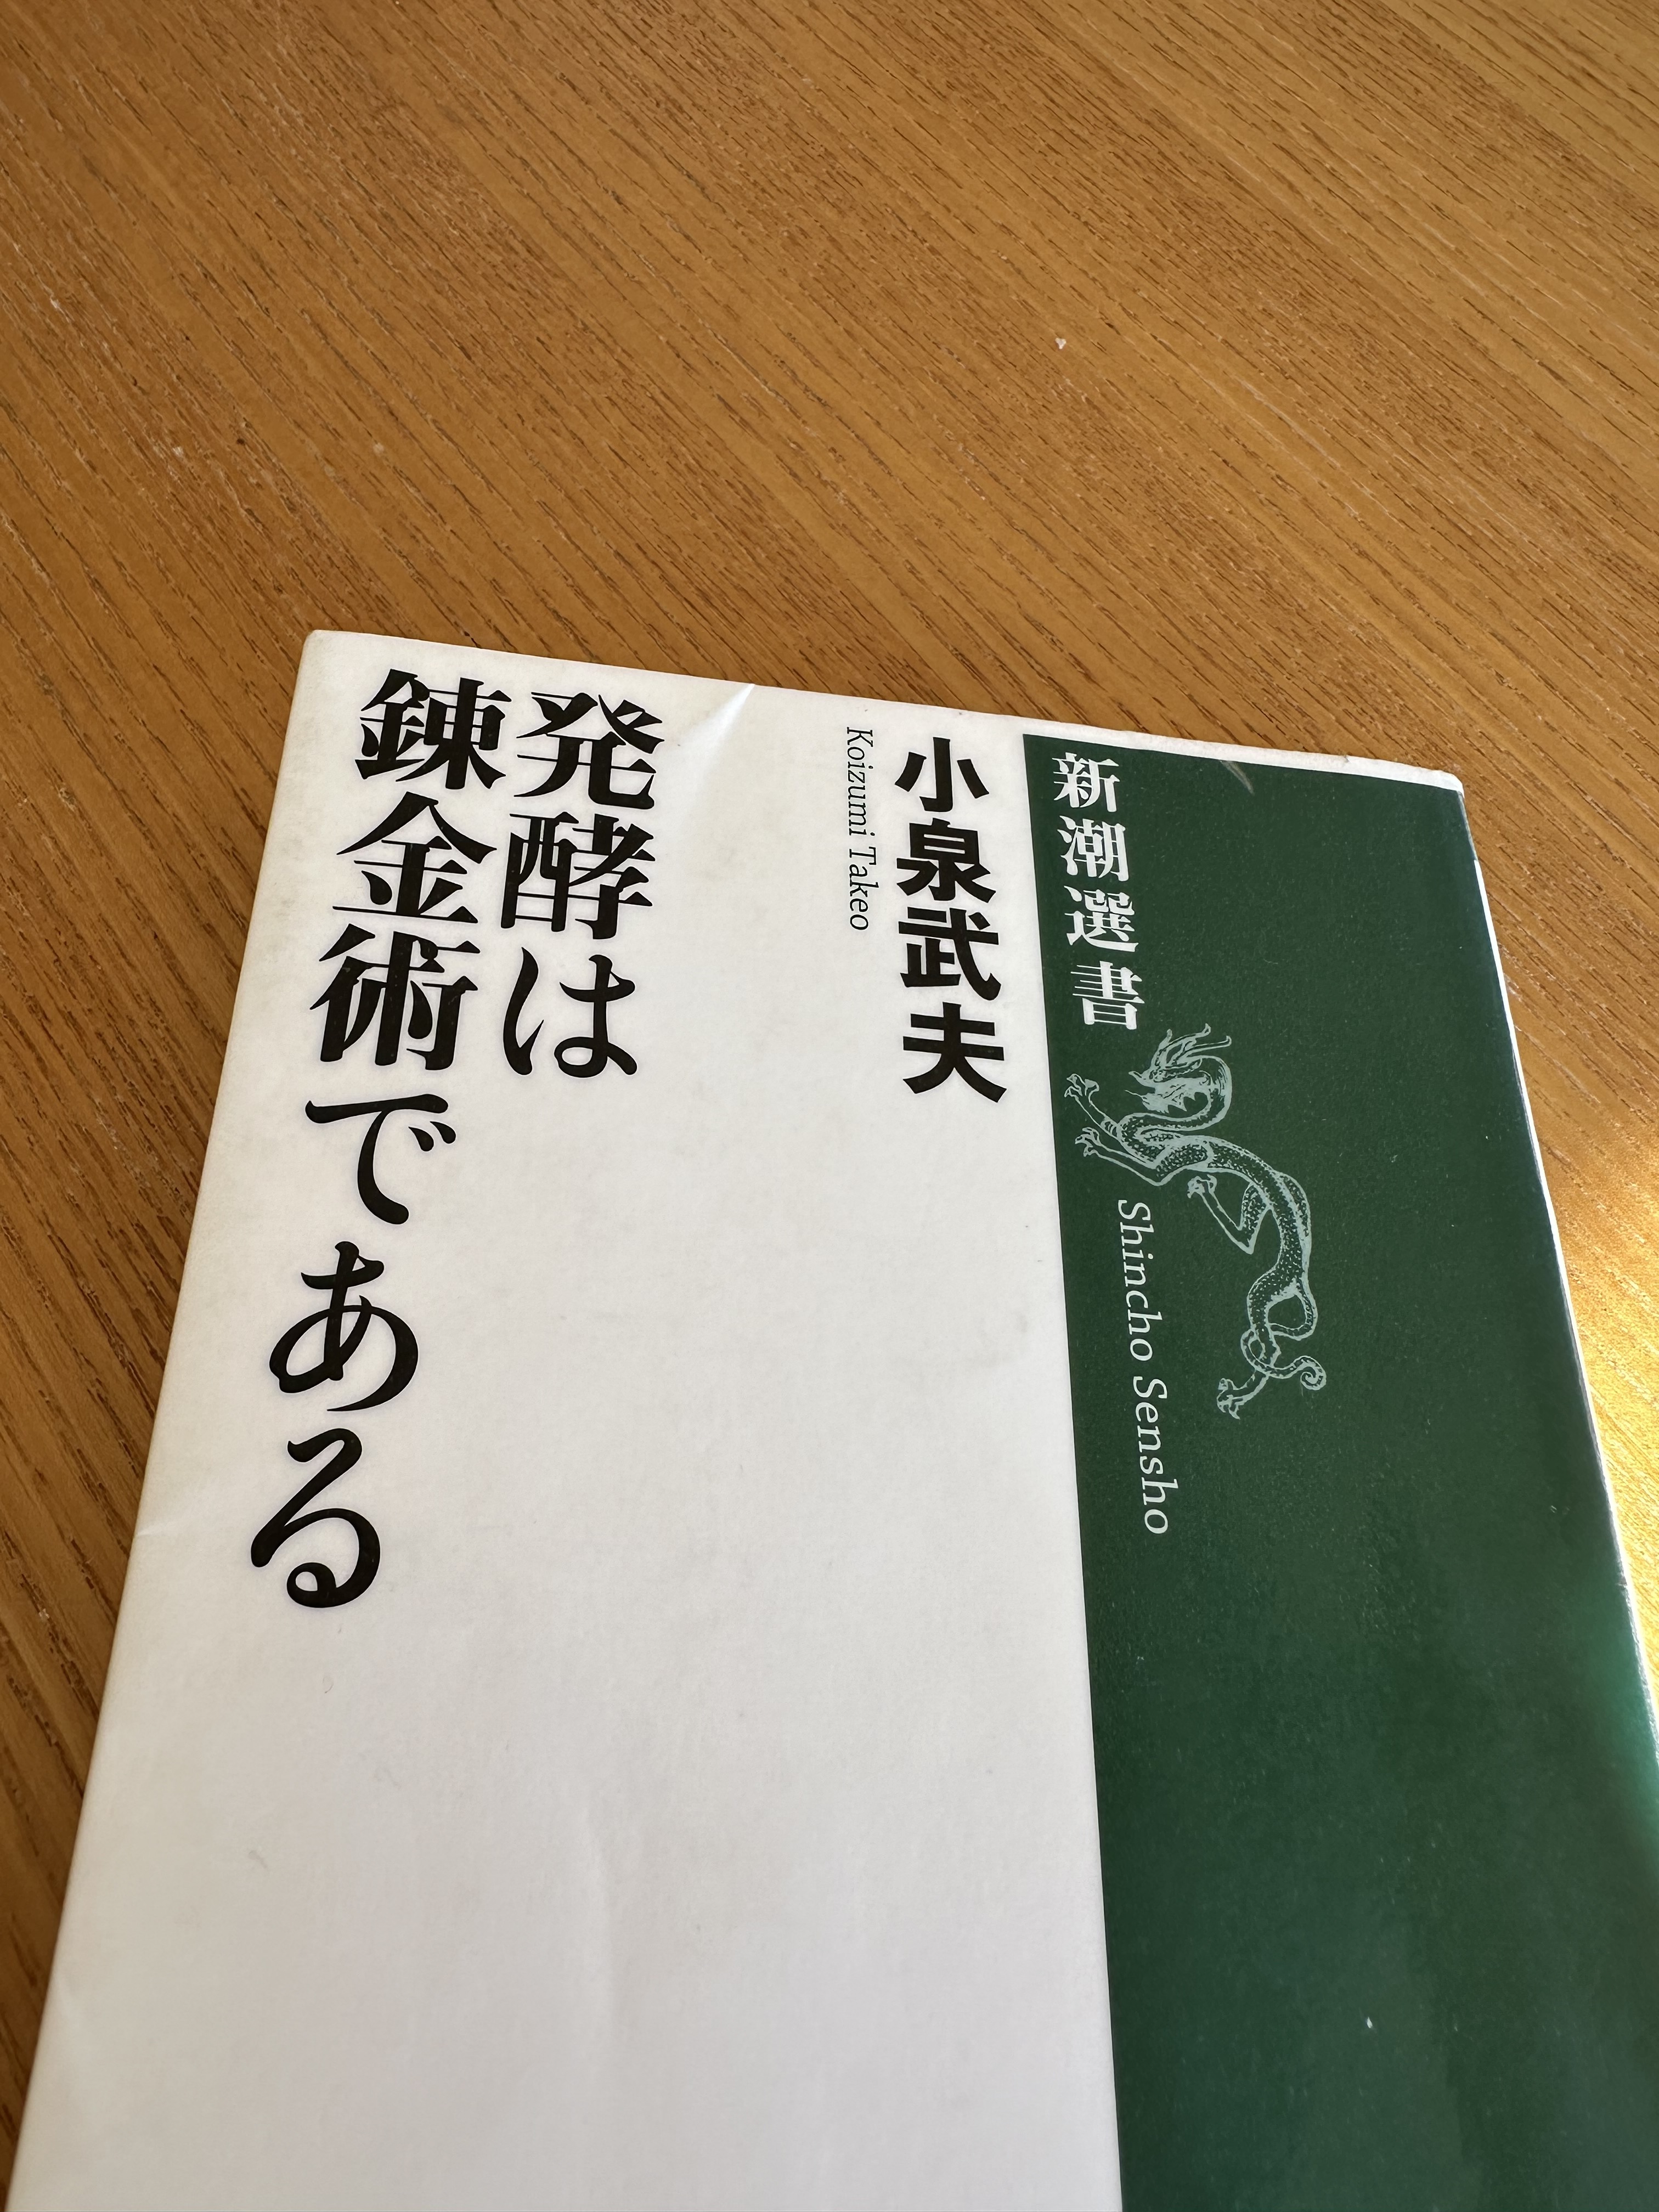 新潮選書
Shincho Sensho
小泉武夫
Koizumi Takeo
発酵は
錬金術である